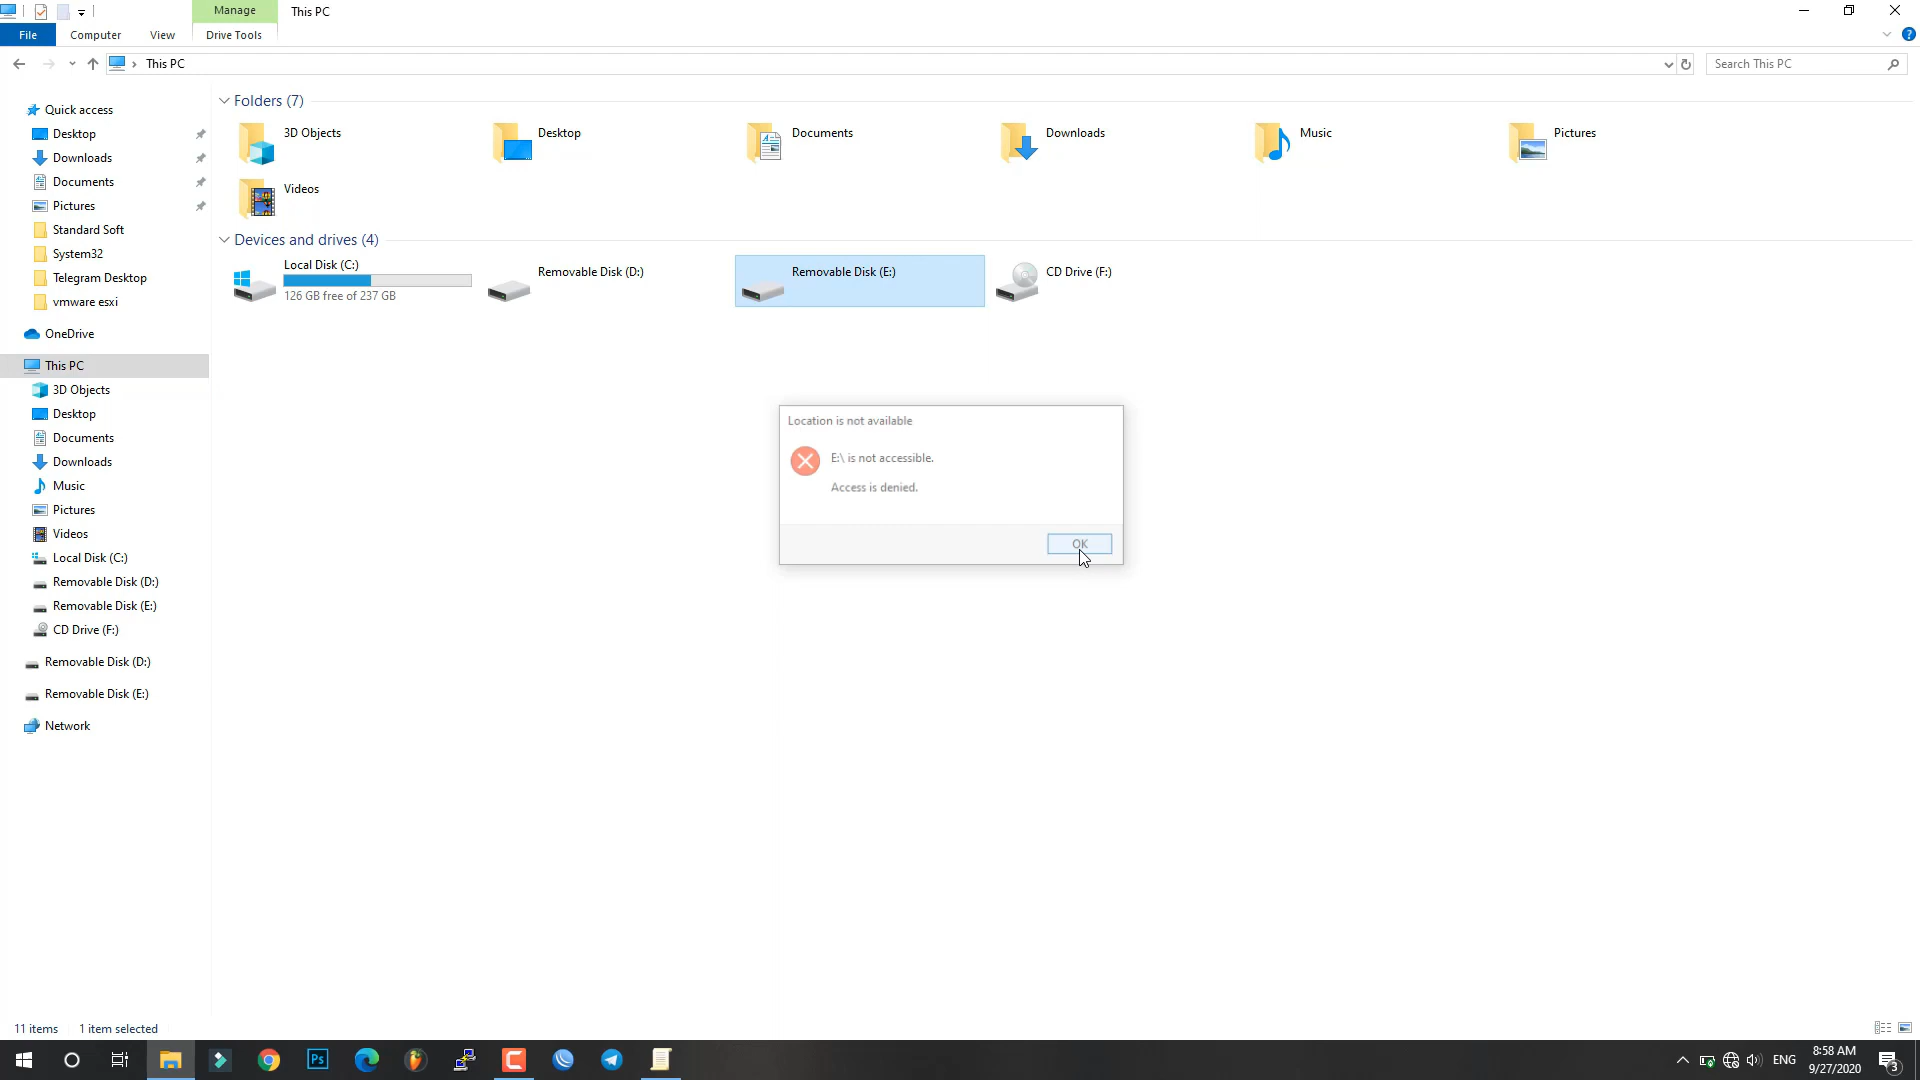 Manage
This PC
File
Computer
View
Drive Tools
This PC
Search This PC
Quick access
Desktop
Downloads
Documents
Pictures
Standard Soft
System32
Telegram Desktop
vmware esxi
OneDrive
This PC
3D Objects
Desktop
Documents
Downloads
Music
Pictures
Videos
Local Disk (C:)
Removable Disk (D:)
Removable Disk (E:)
CD Drive (F:)
Removable Disk (D:)
Removable Disk (E:)
Network
Folders (7)
3D Objects
Desktop
Documents
Downloads
Music
Pictures
Videos
Devices and drives (4)
Local Disk (C:)
126 GB free of 237 GB
Removable Disk (D:)
Removable Disk (E:)
CD Drive (F:)
Location is not available
E:\ is not accessible.
Access is denied.
OK
11 items
1 item selected
Ps
ENG
8:58 AM
9/27/2020
3